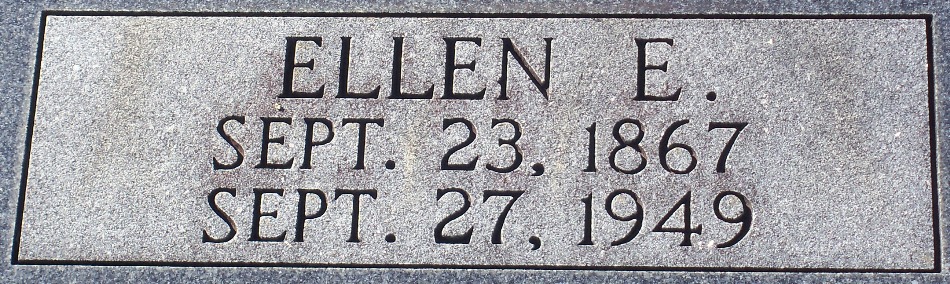 ELLEN E.
SEPT. 23, 1867
SEPT. 27, 1949